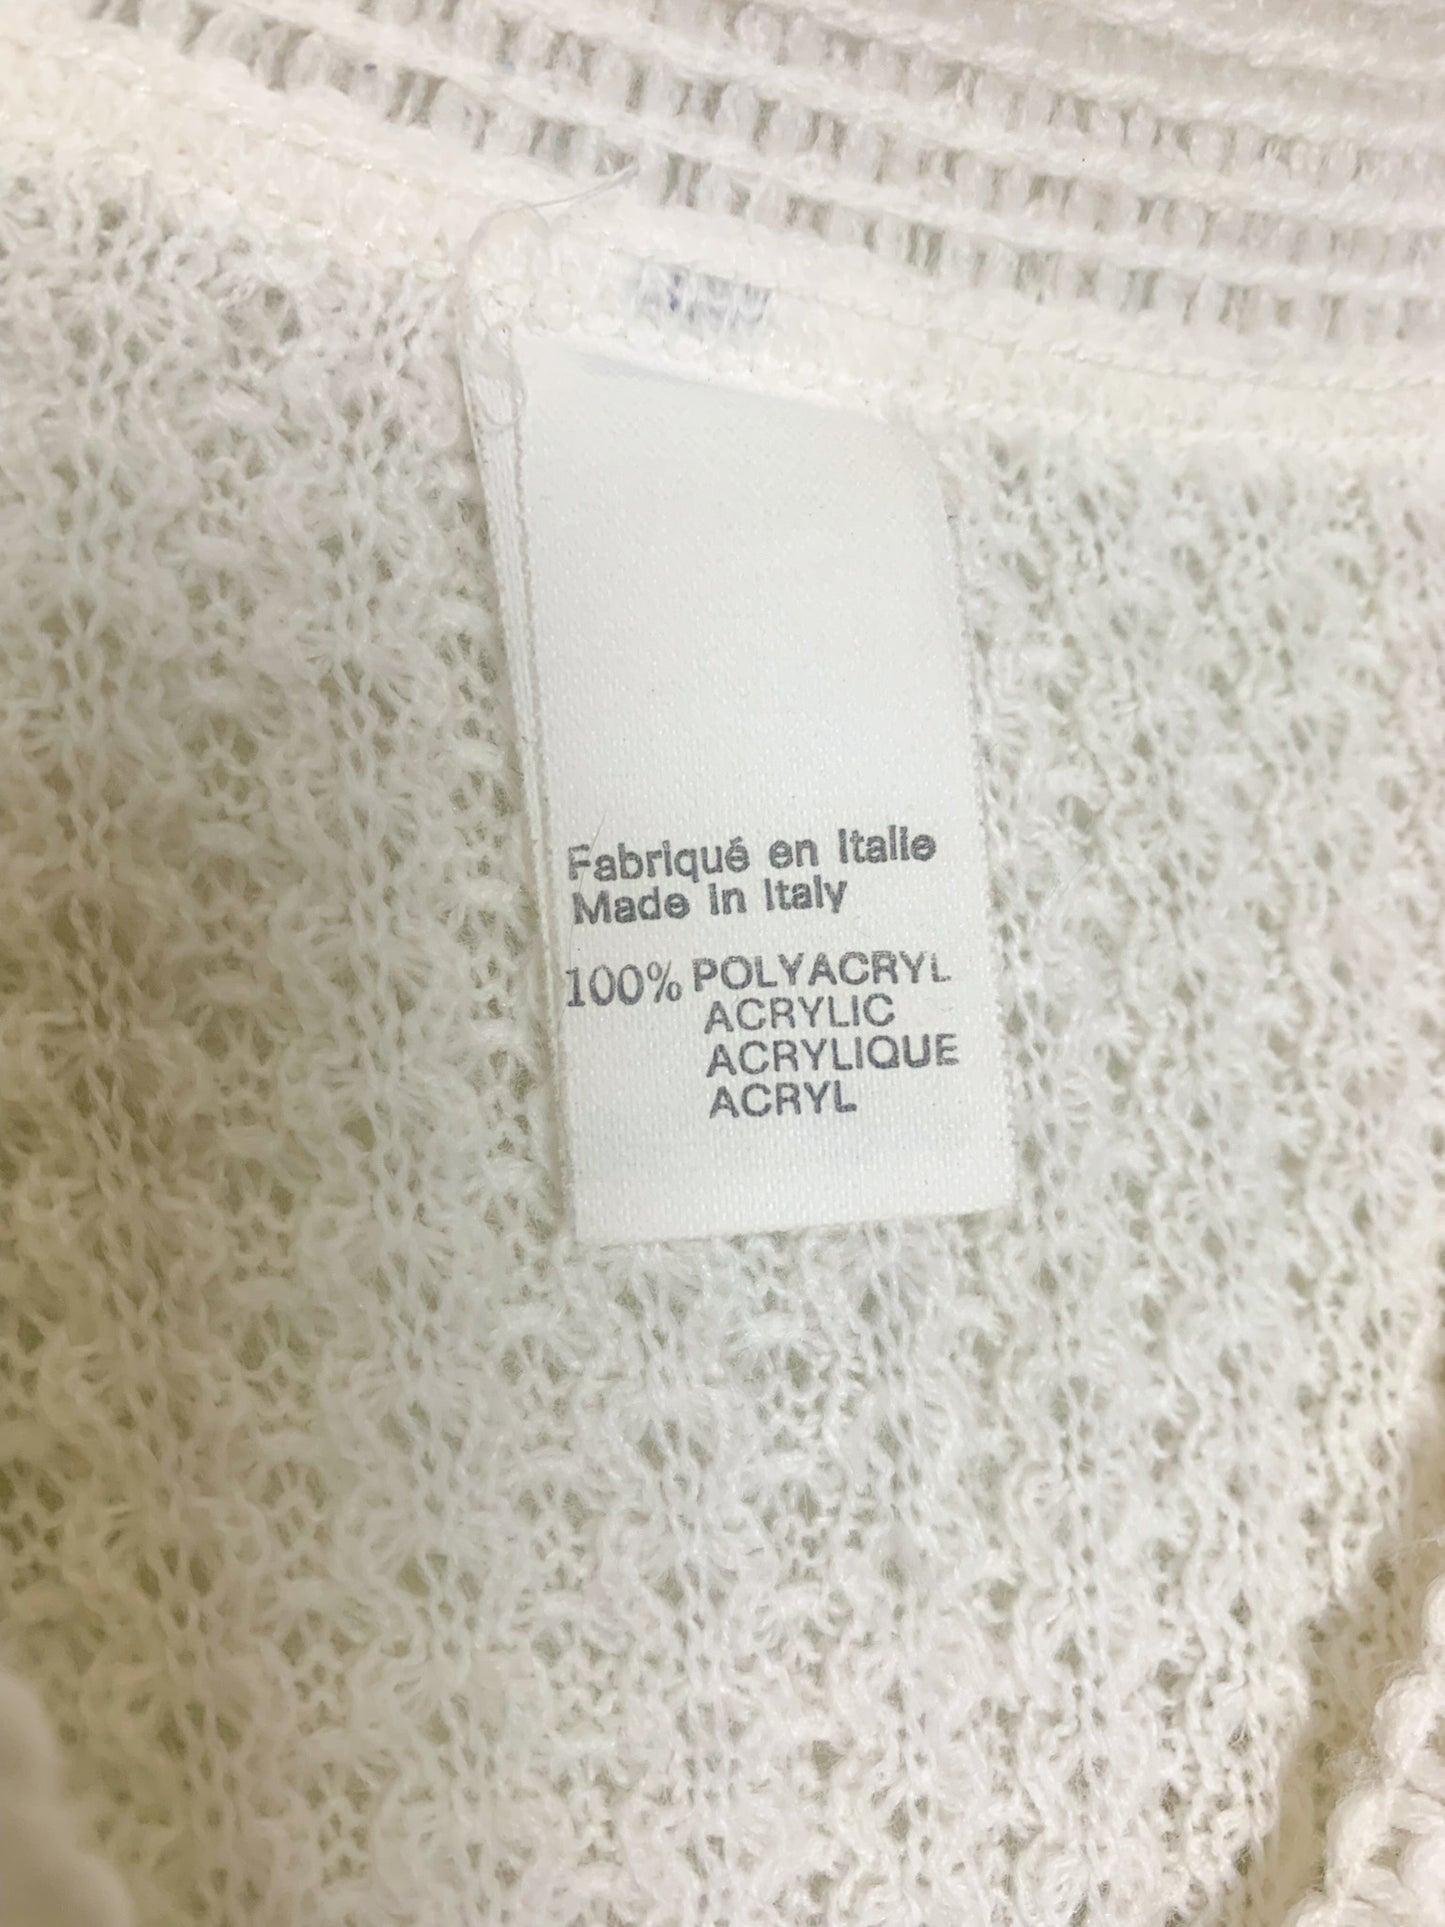 Fabriqué en Italie
Made in Italy
100% POLYACRYL
ACRYLIC
ACRYLIQUE
ACRYL